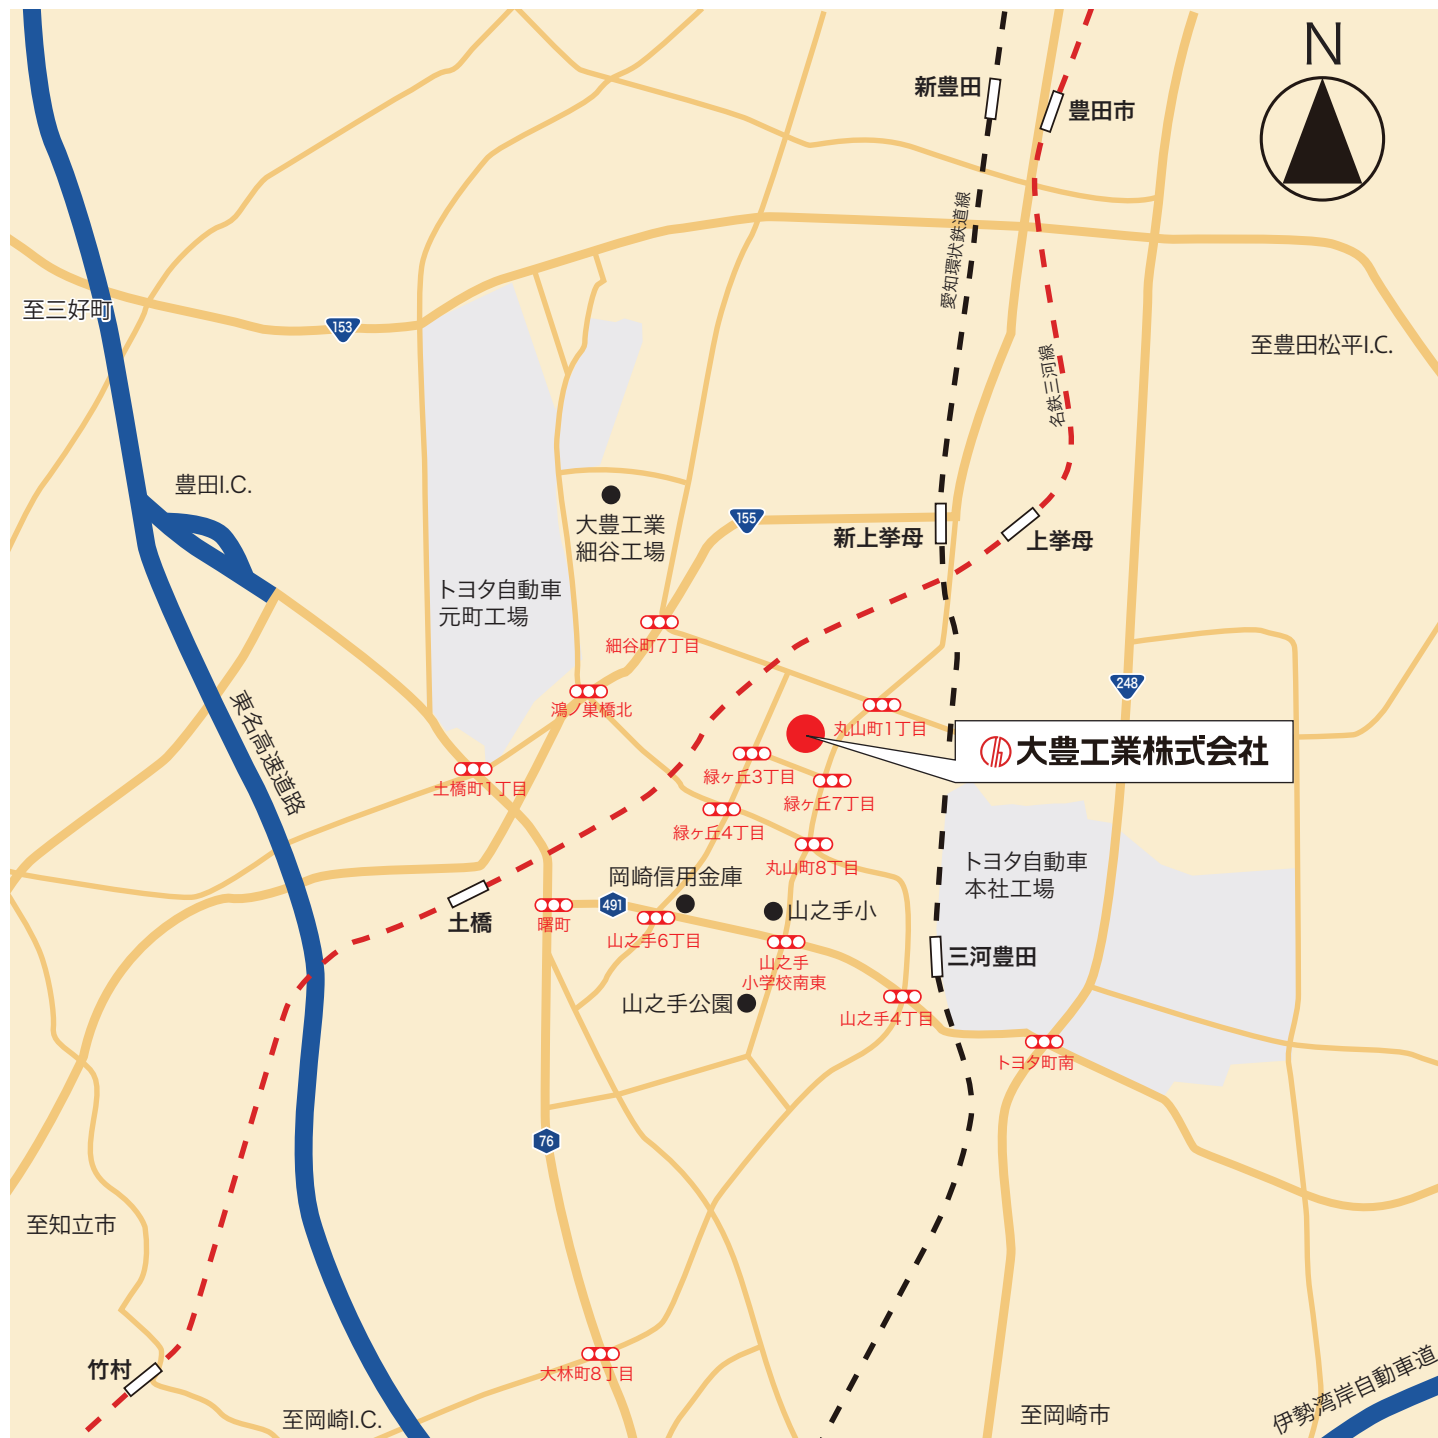 N
新豊田
豊田市
愛知環状鉄道線
至三好町
153
名鉄三河線
至豊田松平I.C.
豊田I.C.
大豊工業
細谷工場
155
新上挙母
上挙母
トヨタ自動車
元町工場
細谷町7丁目
鴻ノ巣橋北
248
丸山町1丁目
大豊工業株式会社
東名高速道路
土橋町1丁目
緑ヶ丘3丁目
緑ヶ丘7丁目
緑ヶ丘4丁目
丸山町8丁目
トヨタ自動車
本社工場
岡崎信用金庫
491
山之手小
土橋
曙町
山之手6丁目
山之手
小学校南東
三河豊田
山之手公園
山之手4丁目
トヨタ町南
76
至知立市
竹村
大林町8丁目
至岡崎I.C.
至岡崎市
伊勢湾岸自動車道